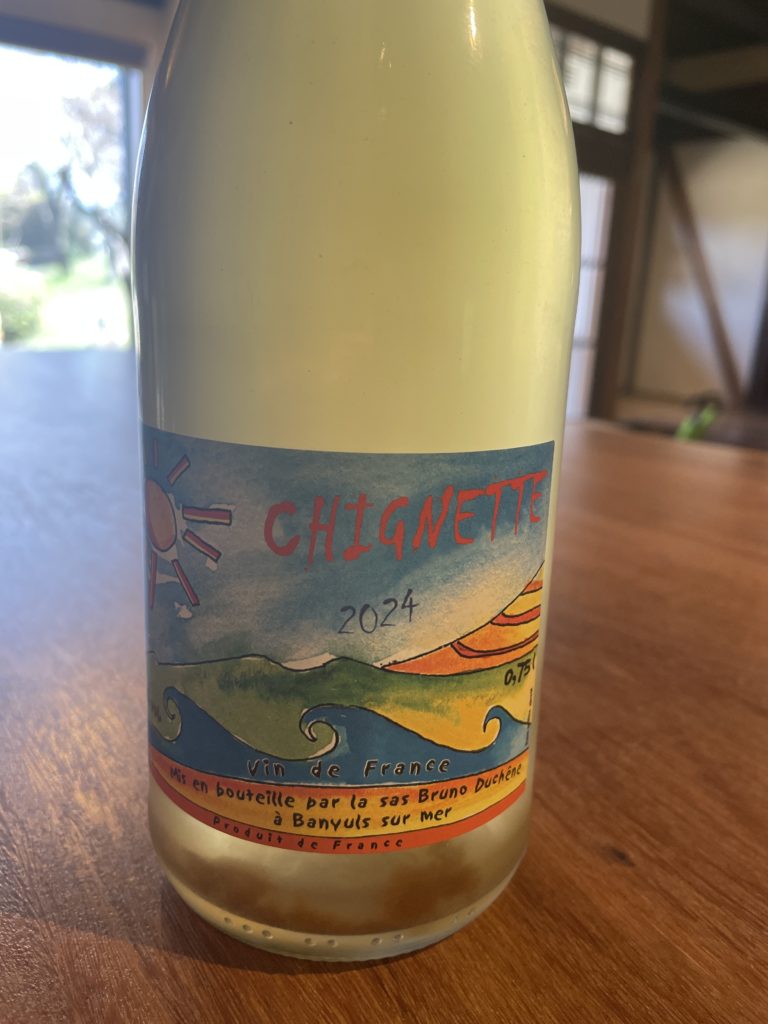 CHIGNETTE
2024
0,75l
Vin de France
Mis en bouteille par la sas Bruno Duchêne
à Banyuls sur mer
Produit de France